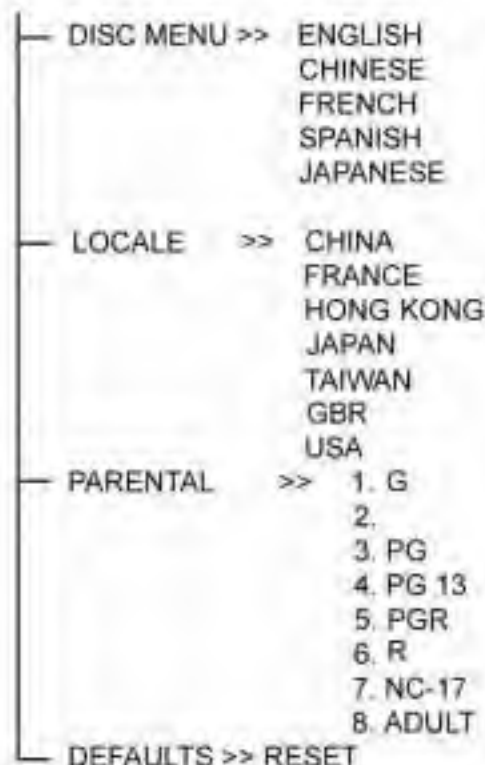 DISC MENU >> ENGLISH
CHINESE
FRENCH
SPANISH
JAPANESE
LOCALE >> CHINA
FRANCE
HONG KONG
JAPAN
TAIWAN
GBR
USA
PARENTAL >> 1. G
2.
3. PG
4. PG 13
5. PGR
6. R
7. NC-17
8. ADULT
DEFAULTS >> RESET